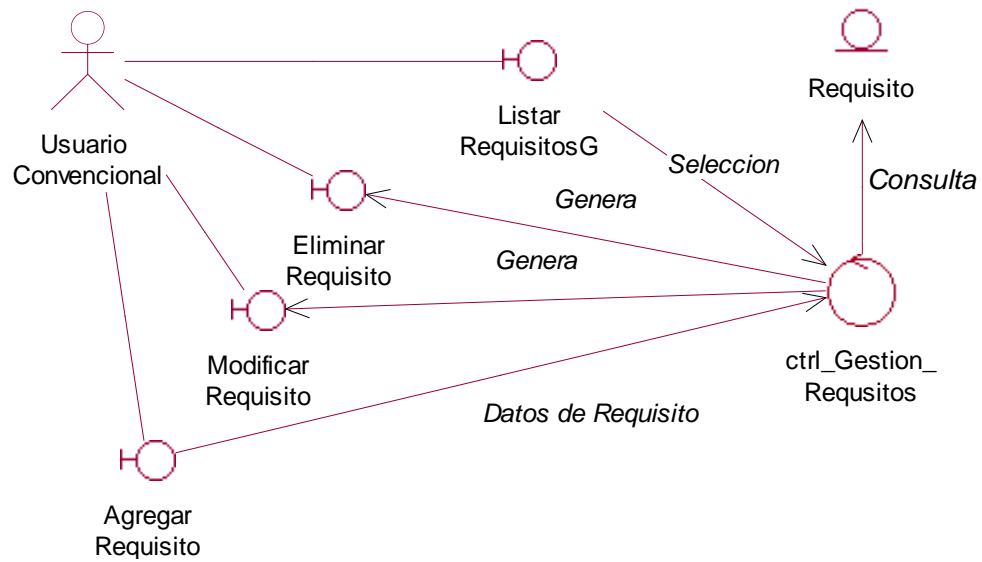 Requisito
Listar
RequisitosG
Usuario
Convencional
Seleccion
Consulta
Genera
Eliminar
Requisito
Genera
Modificar
Requisito
ctrl_Gestion_
Requsitos
Datos de Requisito
Agregar
Requisito